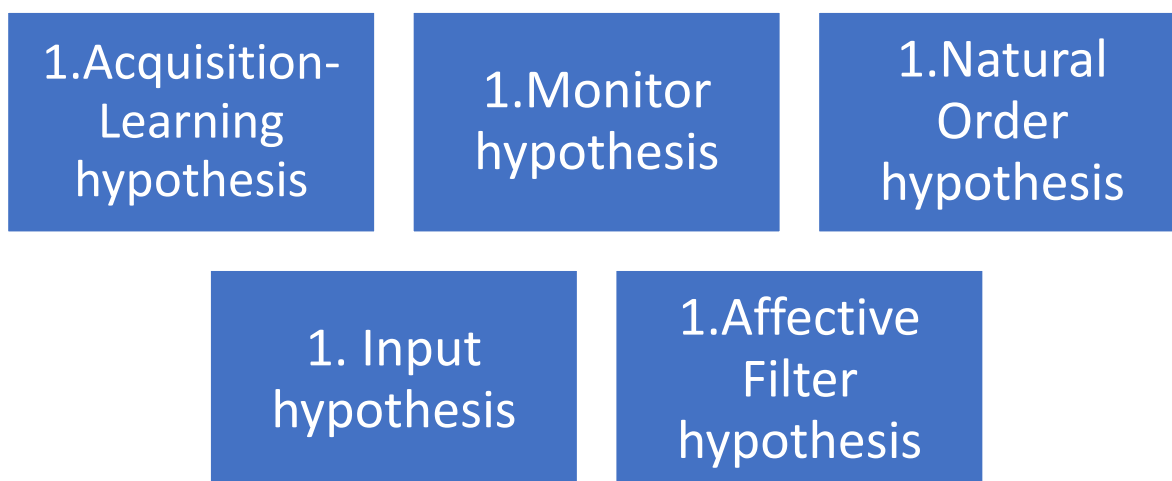 1.Acquisition-
Learning
hypothesis
1.Monitor
hypothesis
1.Natural
Order
hypothesis
1. Input
hypothesis
1.Affective
Filter
hypothesis